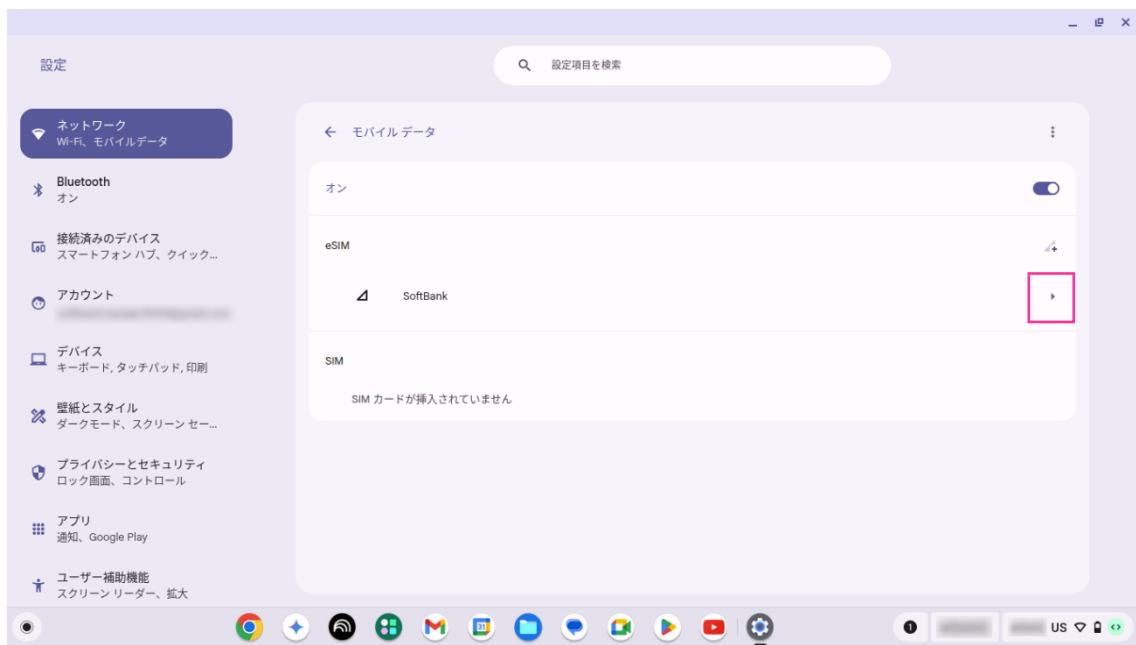 設定
設定項目を検索
ネットワーク
Wi-Fi、モバイルデータ
モバイル データ
Bluetooth
オン
オン
接続済みのデバイス
スマートフォン ハブ、クイック...
eSIM
SoftBank
アカウント
デバイス
キーボード, タッチパッド, 印刷
SIM
SIM カードが挿入されていません
壁紙とスタイル
ダークモード、スクリーン セー...
プライバシーとセキュリティ
ロック画面、コントロール
アプリ
通知、Google Play
ユーザー補助機能
スクリーン リーダー、拡大
31
1
US